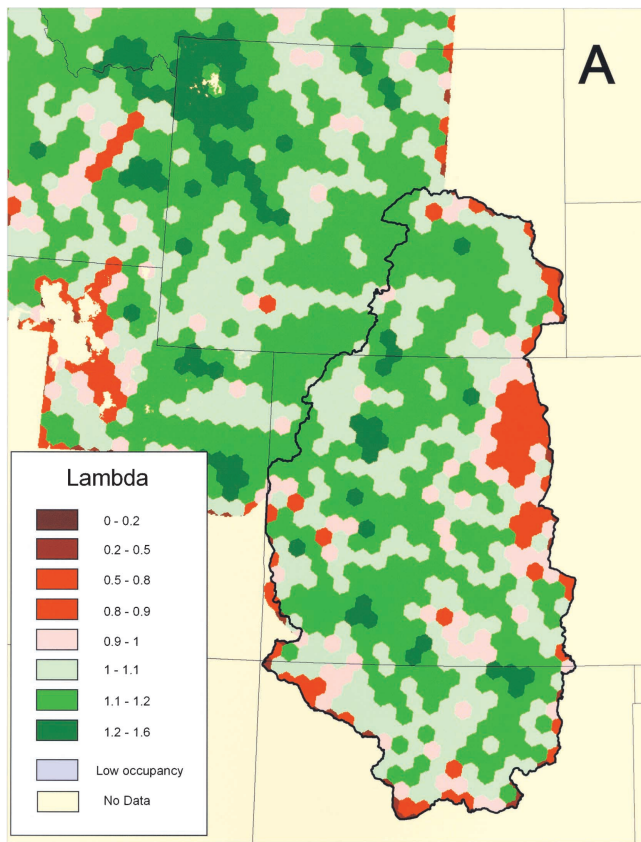 A
Lambda
0 - 0.2
0.2 - 0.5
0.5 - 0.8
0.8 - 0.9
0.9 - 1
1 - 1.1
1.1 - 1.2
1.2 - 1.6
Low occupancy
No Data